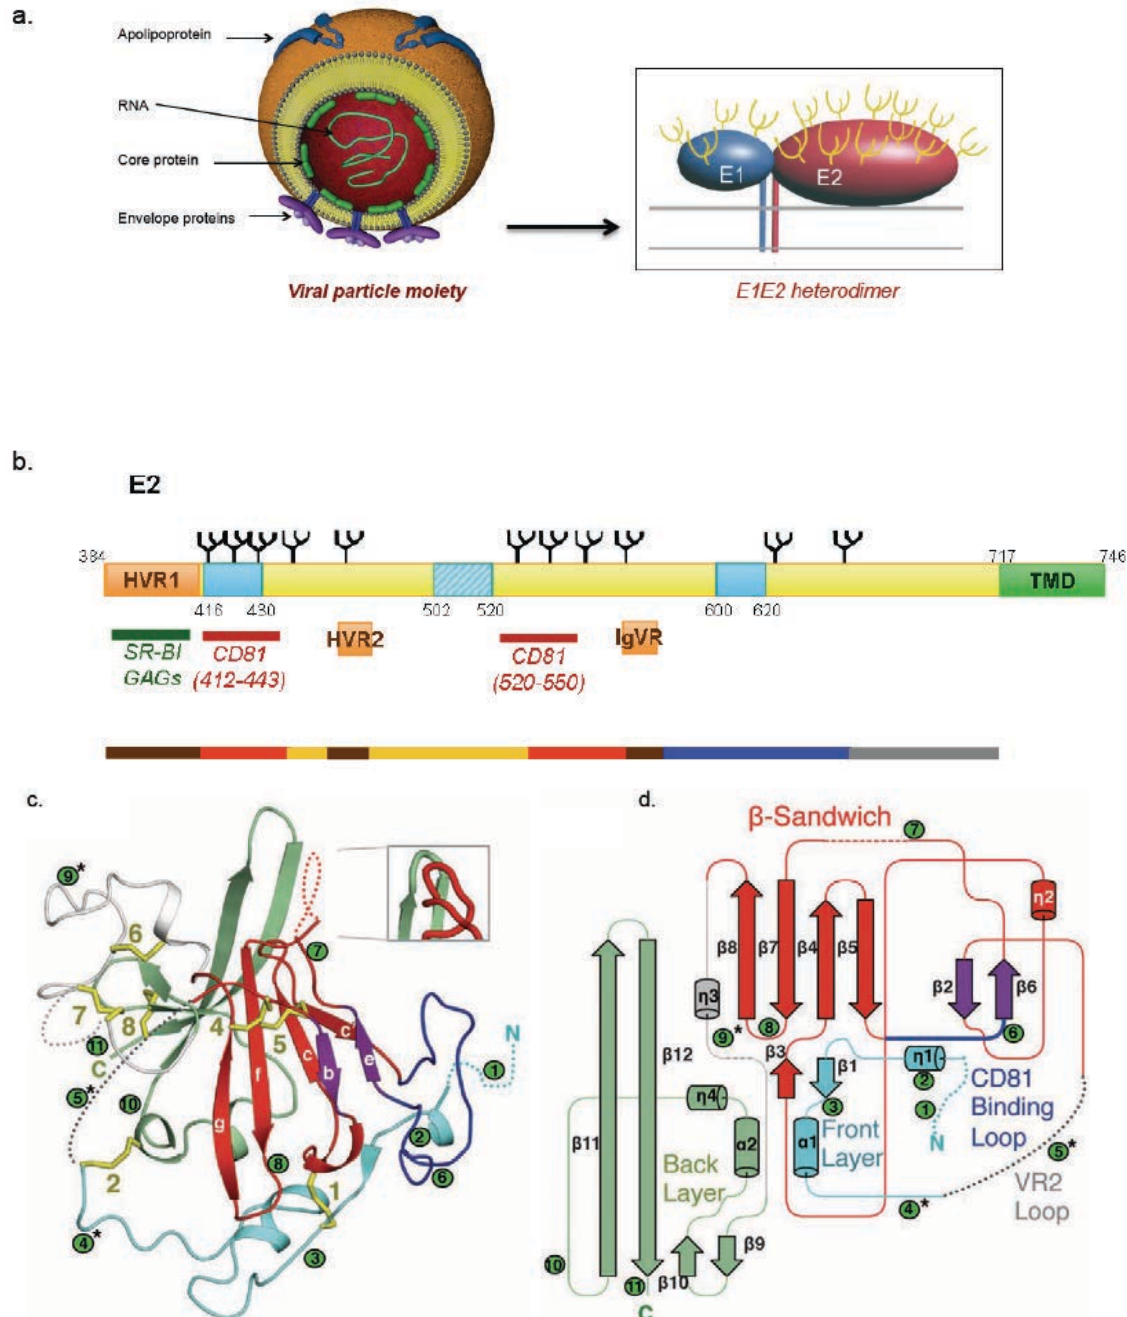 a.
Apolipoprotein
RNA
Core protein
Envelope proteins
Viral particle moiety
E1
E2
E1E2 heterodimer
b.
E2
384
717
746
HVR1
TMD
416
430
502
520
600
620
SR-BI
GAGs
CD81
(412-443)
HVR2
CD81
(520-550)
IgVR
c.
9*
6
7
8
4
5
7
11
C
5*
10
2
4*
g
f
c
b
c'
e
8
1
3
2
6
1
N
d.
β-Sandwich
7
η2
β8
β7
β4
β5
β2
β6
6
η3
9*
8
β3
β1
η1
2
1
N
CD81
Binding
Loop
3
α1
Front
Layer
5*
VR2
Loop
4*
β12
η4
α2
β11
Back
Layer
10
11
C
β10
β9